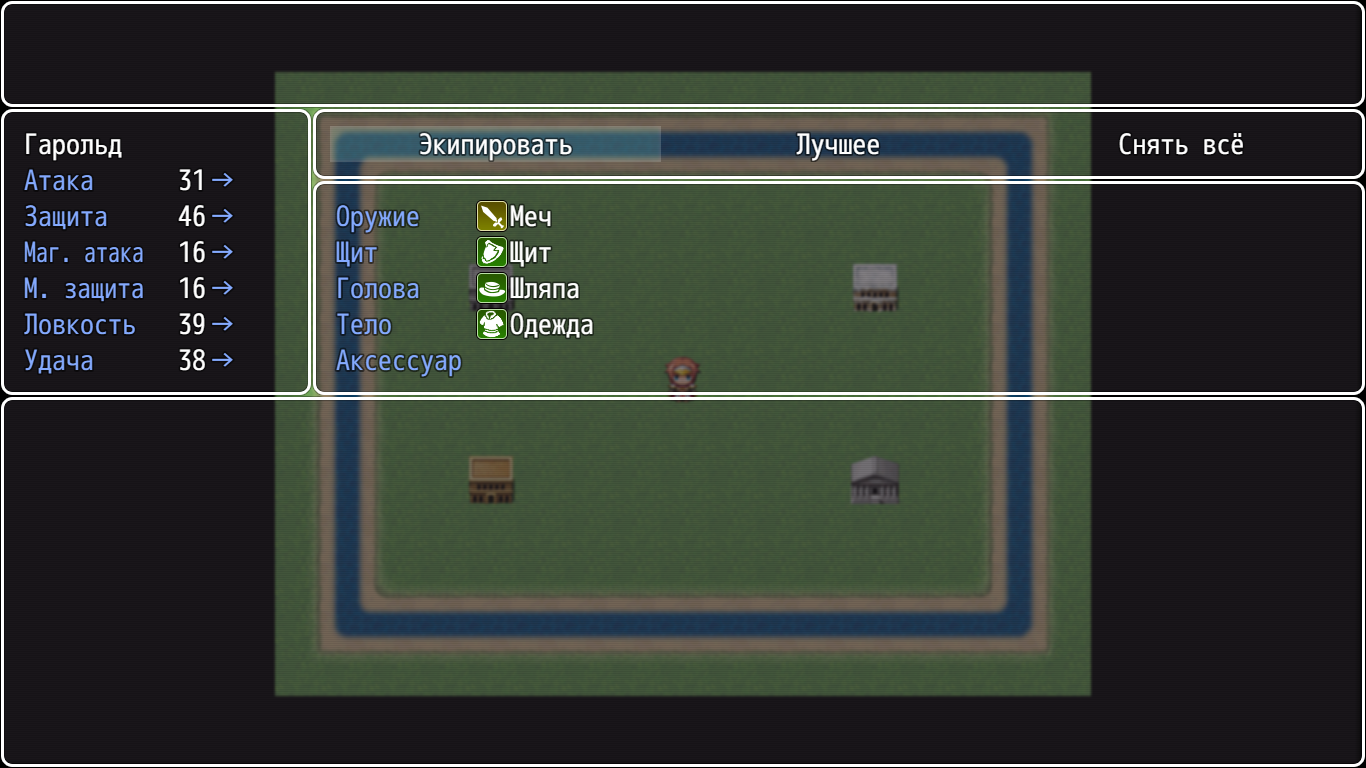 Экипировать Лучшее Снять всё
Гарольд
Атака 31→
Защита 46→
Маг. атака 16→
М. защита 16→
Ловкость 39→
Удача 38→
Оружие Меч
Щит Щит
Голова Шляпа
Тело Одежда
Аксессуар